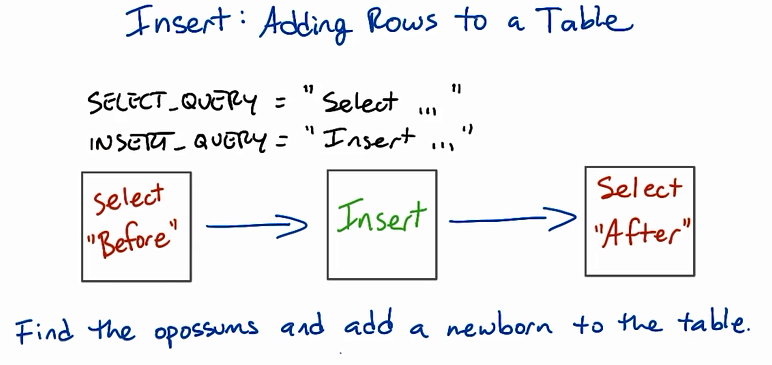 Insert: Adding Rows to a Table
SELECT_QUERY = "Select ... "
INSERT_QUERY = "Insert ... "
Select
"Before"
Insert
Select
"After"
Find the opossums and add a newborn to the table.